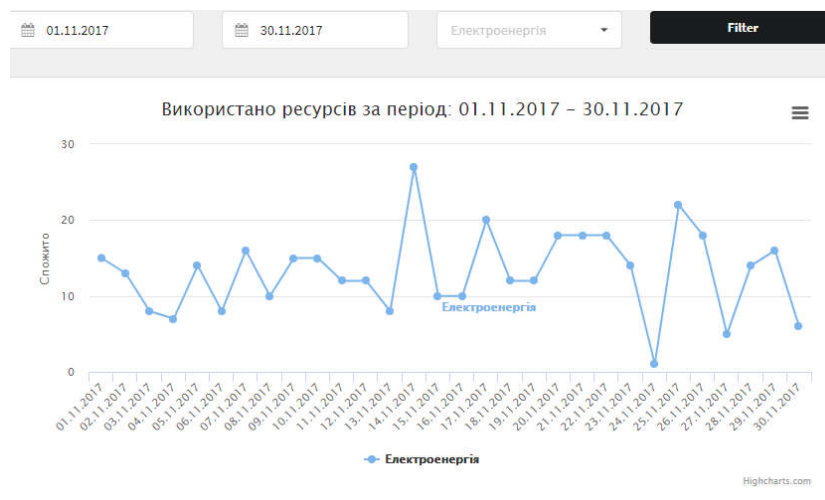 01.11.2017 30.11.2017 Електроенергія Filter
Використано ресурсів за період: 01.11.2017 – 30.11.2017
30
20
10
0
Спожито
Електроенергія
01.11.2017 02.11.2017 03.11.2017 04.11.2017 05.11.2017 06.11.2017 07.11.2017 08.11.2017 09.11.2017 10.11.2017 11.11.2017 12.11.2017 13.11.2017 14.11.2017 15.11.2017 16.11.2017 17.11.2017 18.11.2017 19.11.2017 20.11.2017 21.11.2017 22.11.2017 23.11.2017 24.11.2017 25.11.2017 26.11.2017 27.11.2017 28.11.2017 29.11.2017 30.11.2017
Електроенергія
Highcharts.com